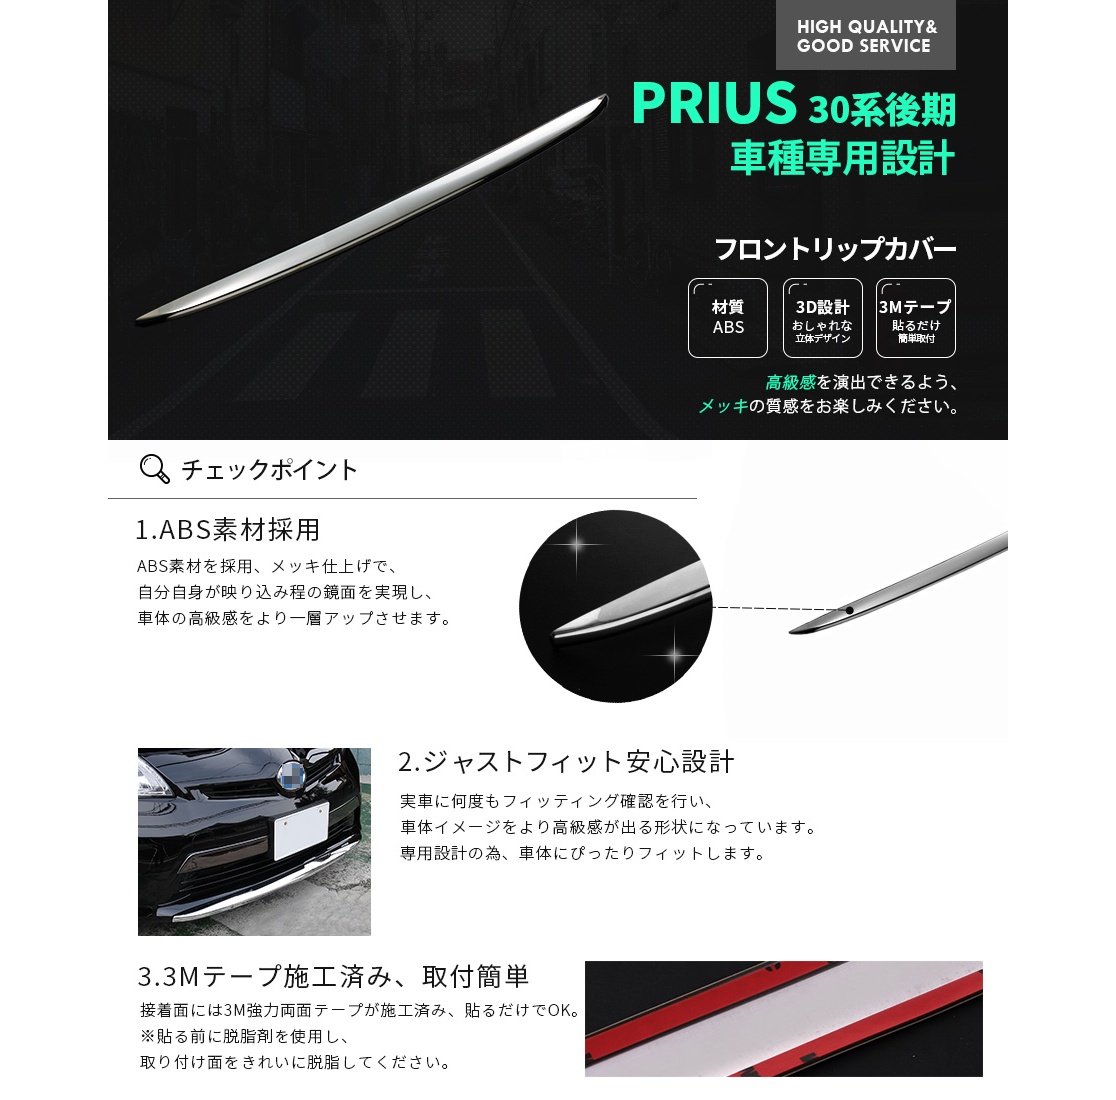 HIGH QUALITY&
GOOD SERVICE
PRIUS 30系後期
車種専用設計
フロントリップカバー
材質
ABS
3D設計
おしゃれな
立体デザイン
3Mテープ
貼るだけ
簡単取付
高級感を演出できるよう、
メッキの質感をお楽しみください。
チェックポイント
1.ABS素材採用
ABS素材を採用、メッキ仕上げで、
自分自身が映り込み程の鏡面を実現し、
車体の高級感をより一層アップさせます。
2.ジャストフィット安心設計
実車に何度もフィッティング確認を行い、
車体イメージをより高級感が出る形状になっています。
専用設計の為、車体にぴったりフィットします。
3.3Mテープ施工済み、取付簡単
接着面には3M強力両面テープが施工済み、貼るだけでOK。
※貼る前に脱脂剤を使用し、
取り付け面をきれいに脱脂してください。